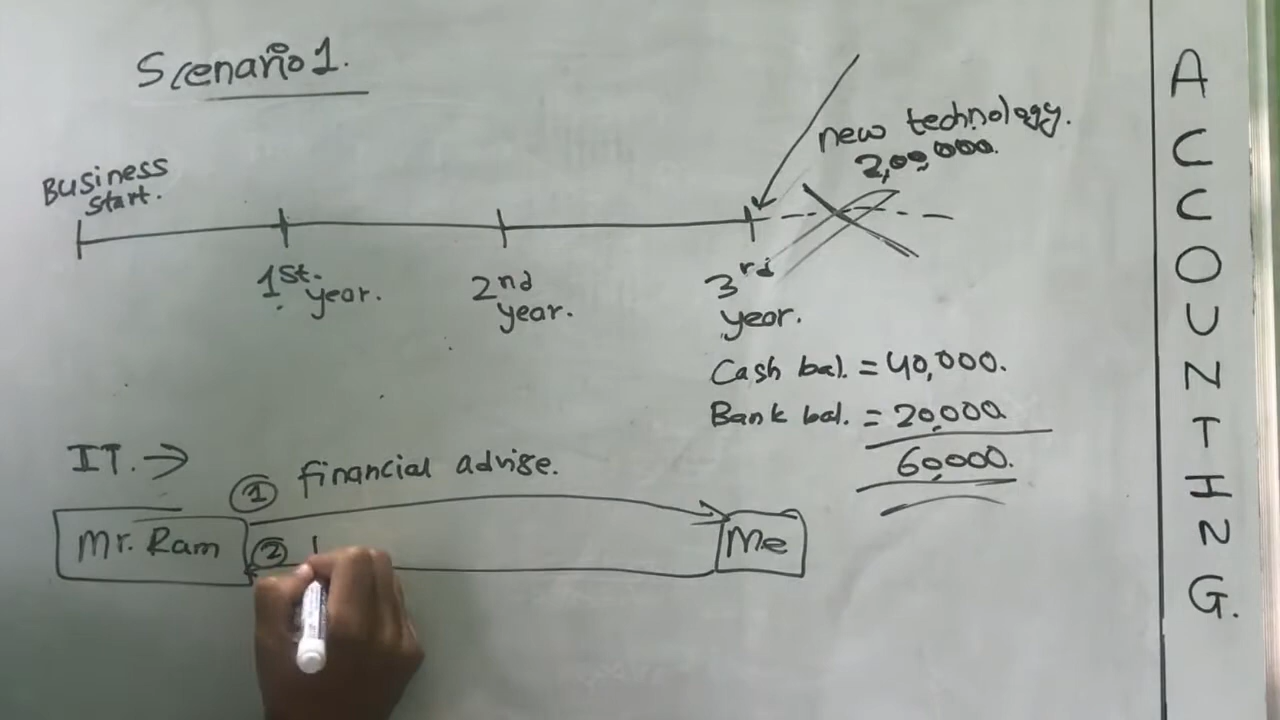 Scenario 1.
Business
start.
new technology.
2,00,000.
1st.
year.
2nd
year.
3rd
year.
Cash bal. = 40,000.
Bank bal. = 20,000
60,000.
IT. →
① financial advise.
Mr. Ram
②
Me
ACCOUNTING.